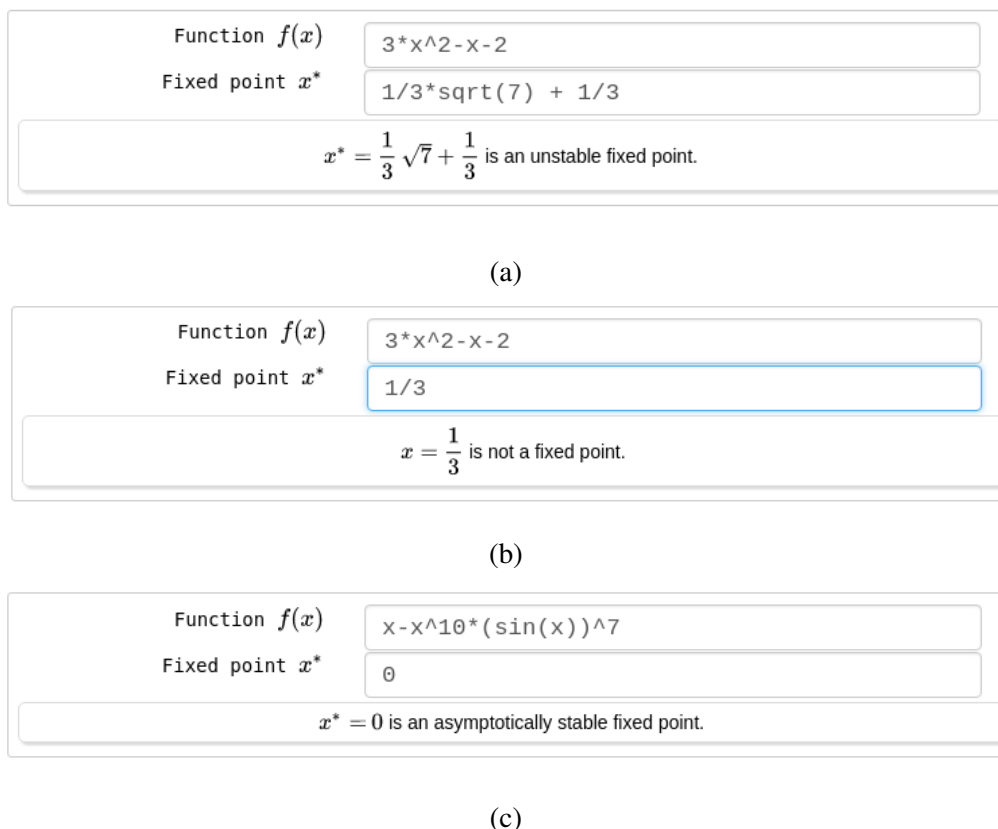 Function f(x) 3*x^2-x-2
Fixed point x* 1/3*sqrt(7) + 1/3
x* = 1/3 √7 + 1/3 is an unstable fixed point.
(a)
Function f(x) 3*x^2-x-2
Fixed point x* 1/3
x = 1/3 is not a fixed point.
(b)
Function f(x) x-x^10*(sin(x))^7
Fixed point x* 0
x* = 0 is an asymptotically stable fixed point.
(c)